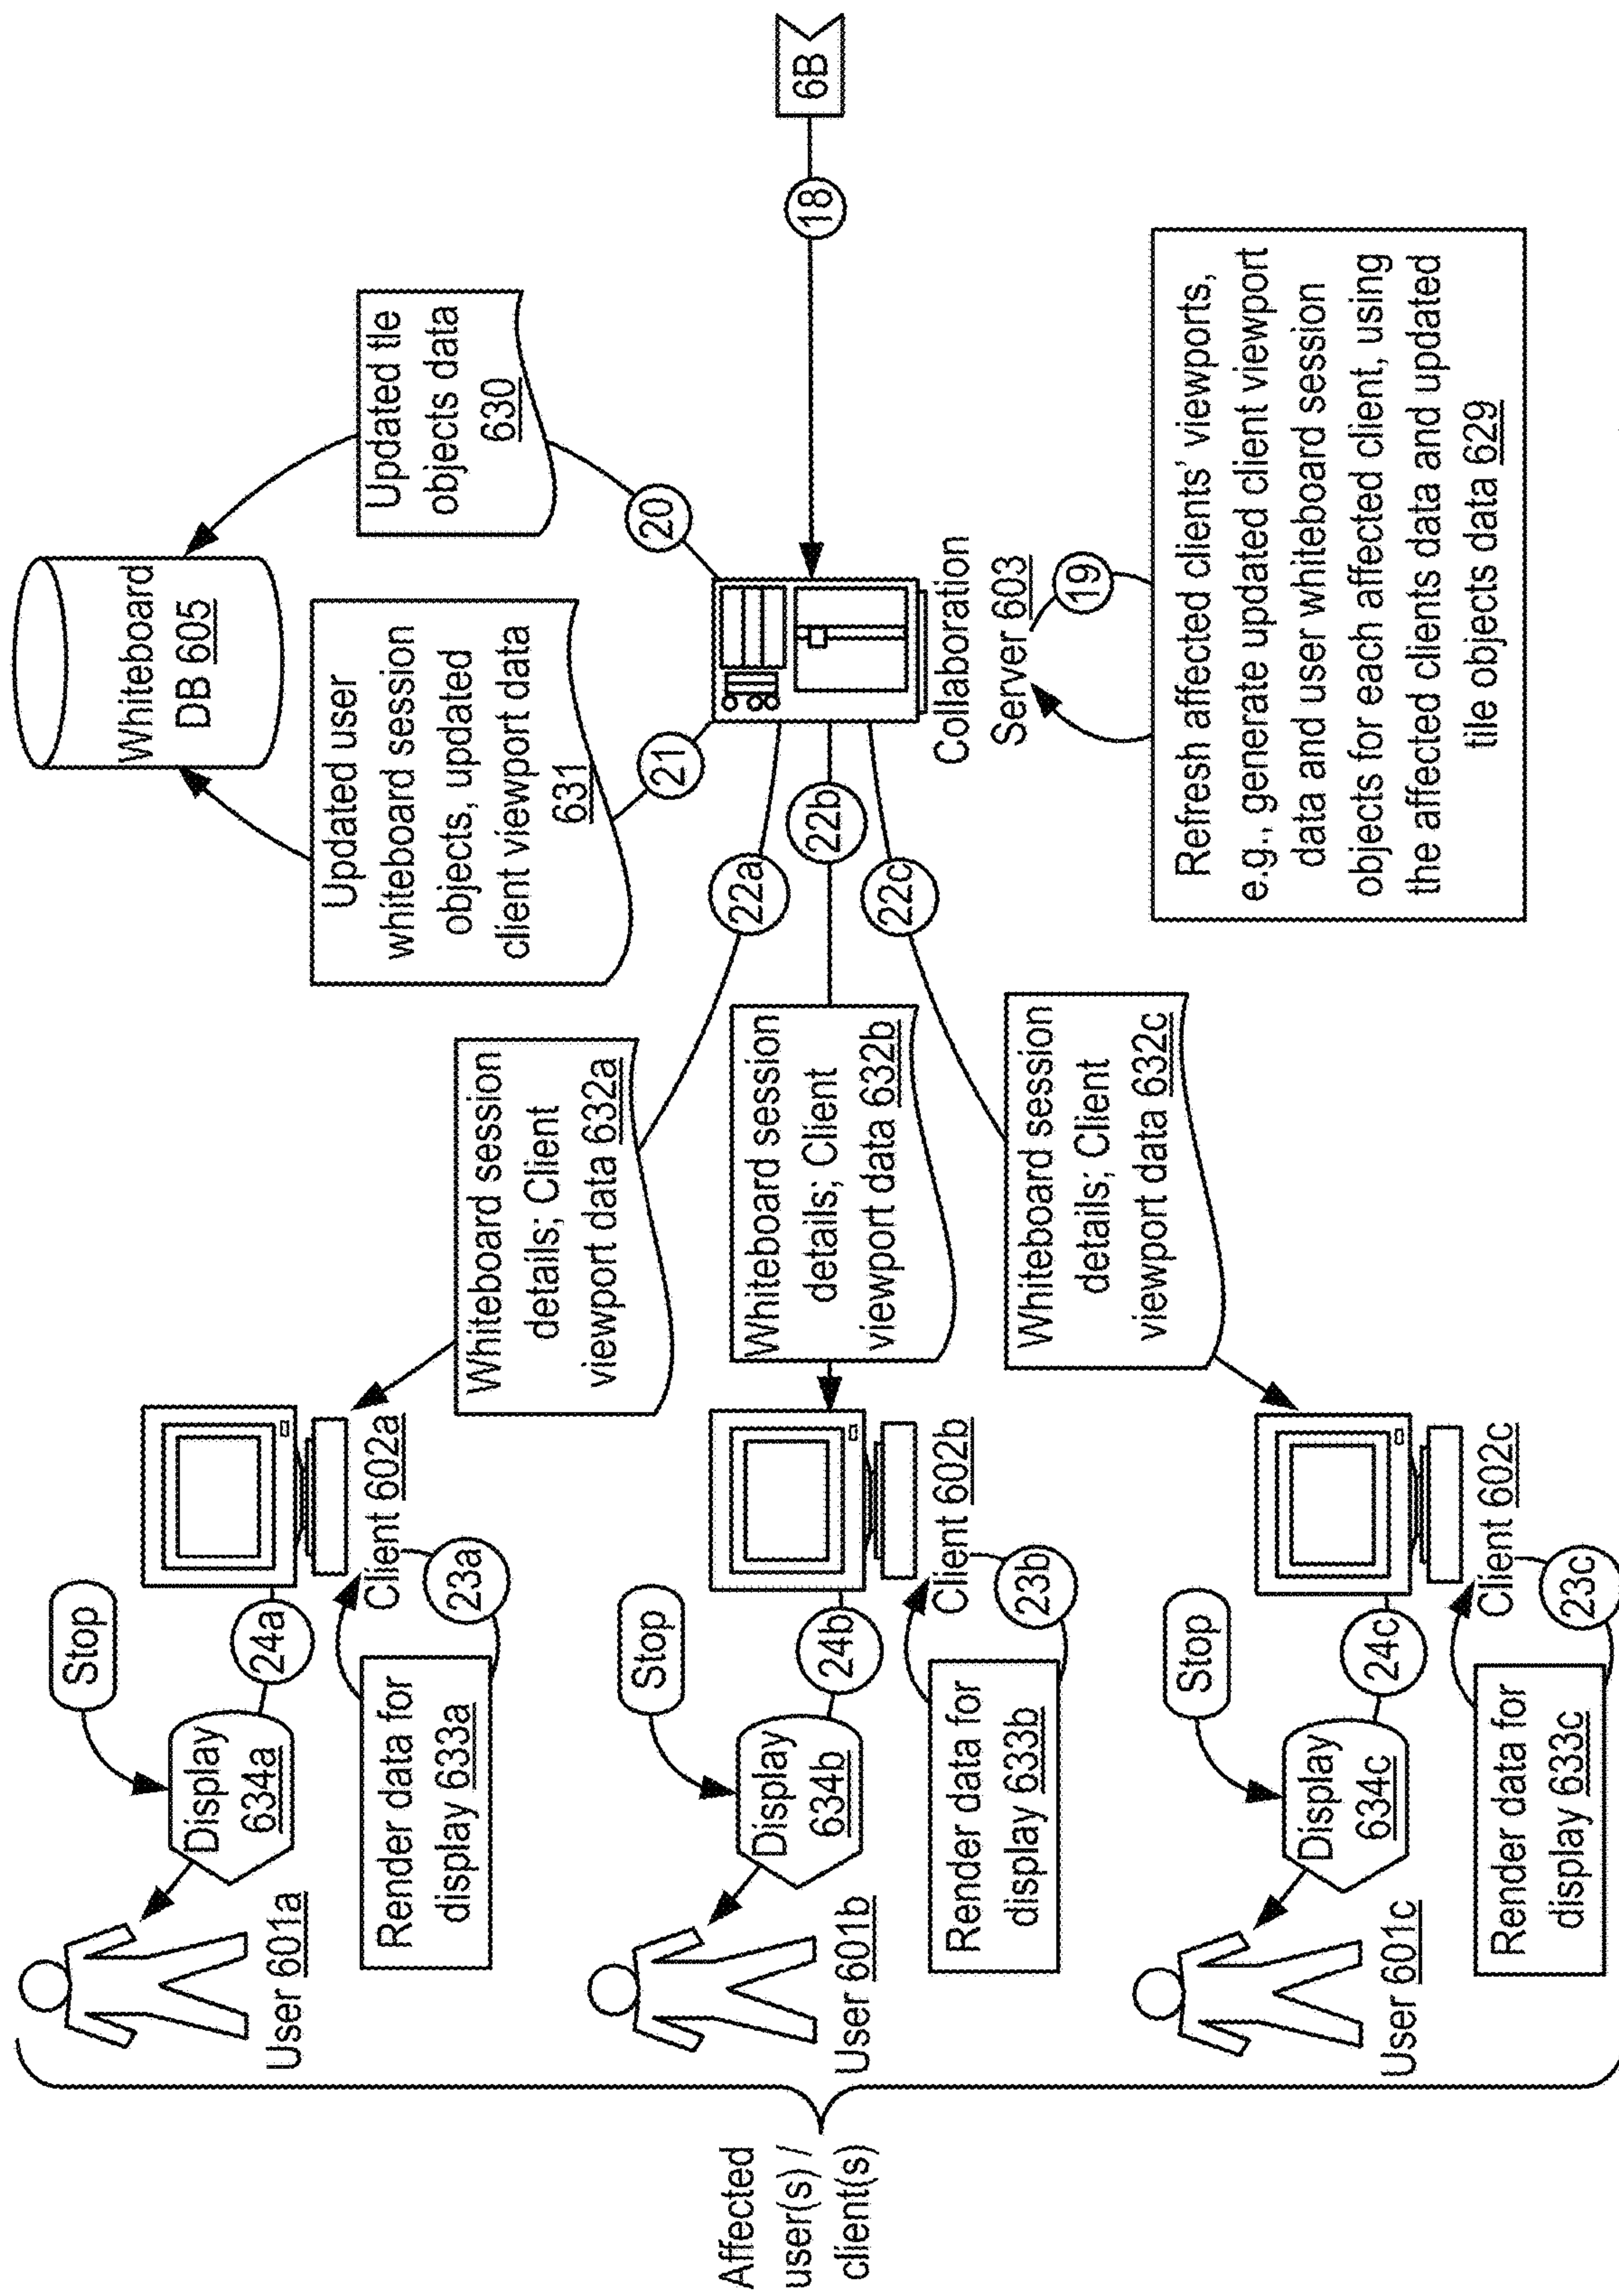 Affected
user(s) /
client(s)
User 601a
Display
634a
Stop
24a
Render data for
display 633a
Client 602a
23a
User 601b
Display
634b
Stop
24b
Render data for
display 633b
Client 602b
23b
User 601c
Display
634c
Stop
24c
Render data for
display 633c
Client 602c
23c
Whiteboard session
details; Client
viewport data 632a
Whiteboard session
details; Client
viewport data 632b
Whiteboard session
details; Client
viewport data 632c
22a
22b
22c
Whiteboard
DB 605
Updated user
whiteboard session
objects, updated
client viewport data
631
21
Updated tle
objects data
630
20
Collaboration
Server 603
19
Refresh affected clients' viewports,
e.g., generate updated client viewport
data and user whiteboard session
objects for each affected client, using
the affected clients data and updated
tile objects data 629
18
6B